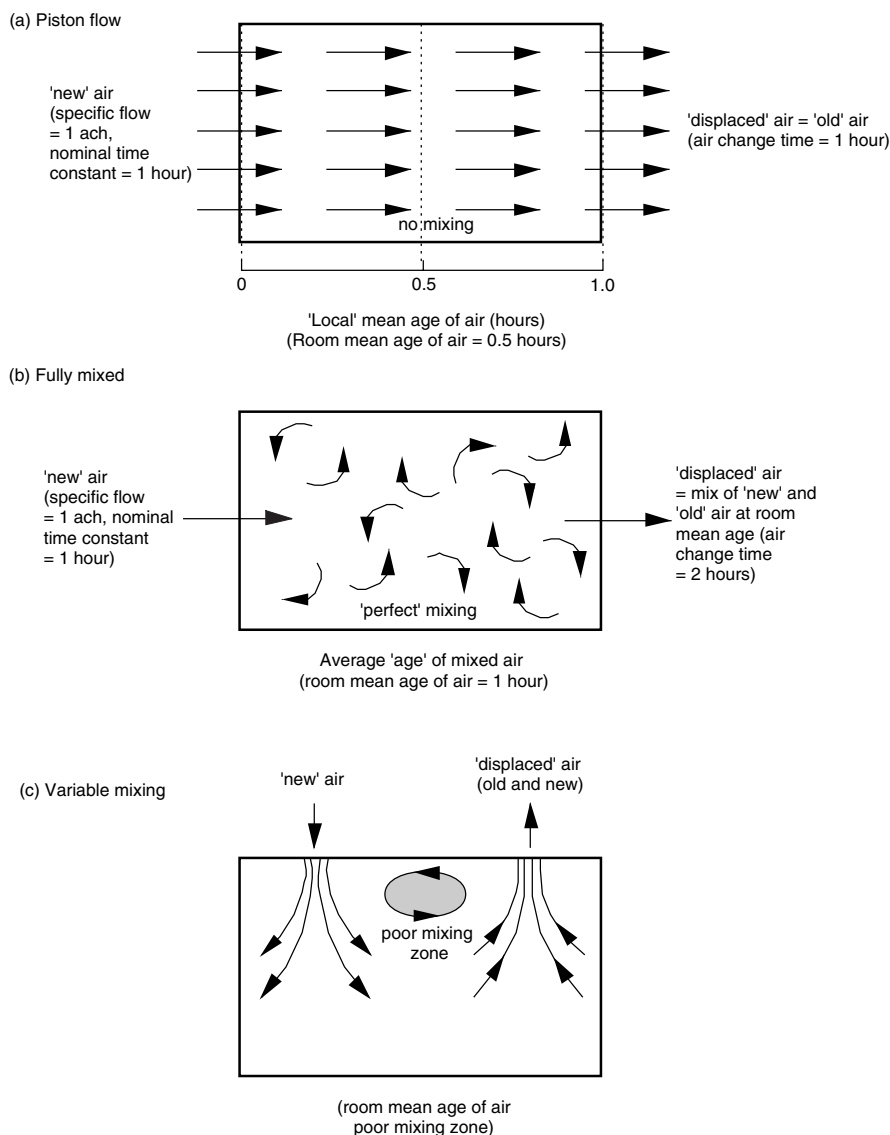 (a) Piston flow
'new' air
(specific flow
= 1 ach,
nominal time
constant = 1 hour)
'displaced' air = 'old' air
(air change time = 1 hour)
no mixing
0
0.5
1.0
'Local' mean age of air (hours)
(Room mean age of air = 0.5 hours)
(b) Fully mixed
'new' air
(specific flow
= 1 ach, nominal
time constant
= 1 hour)
'displaced' air
= mix of 'new' and
'old' air at room
mean age (air
change time
= 2 hours)
'perfect' mixing
Average 'age' of mixed air
(room mean age of air = 1 hour)
(c) Variable mixing
'new' air
'displaced' air
(old and new)
poor mixing
zone
(room mean age of air
poor mixing zone)